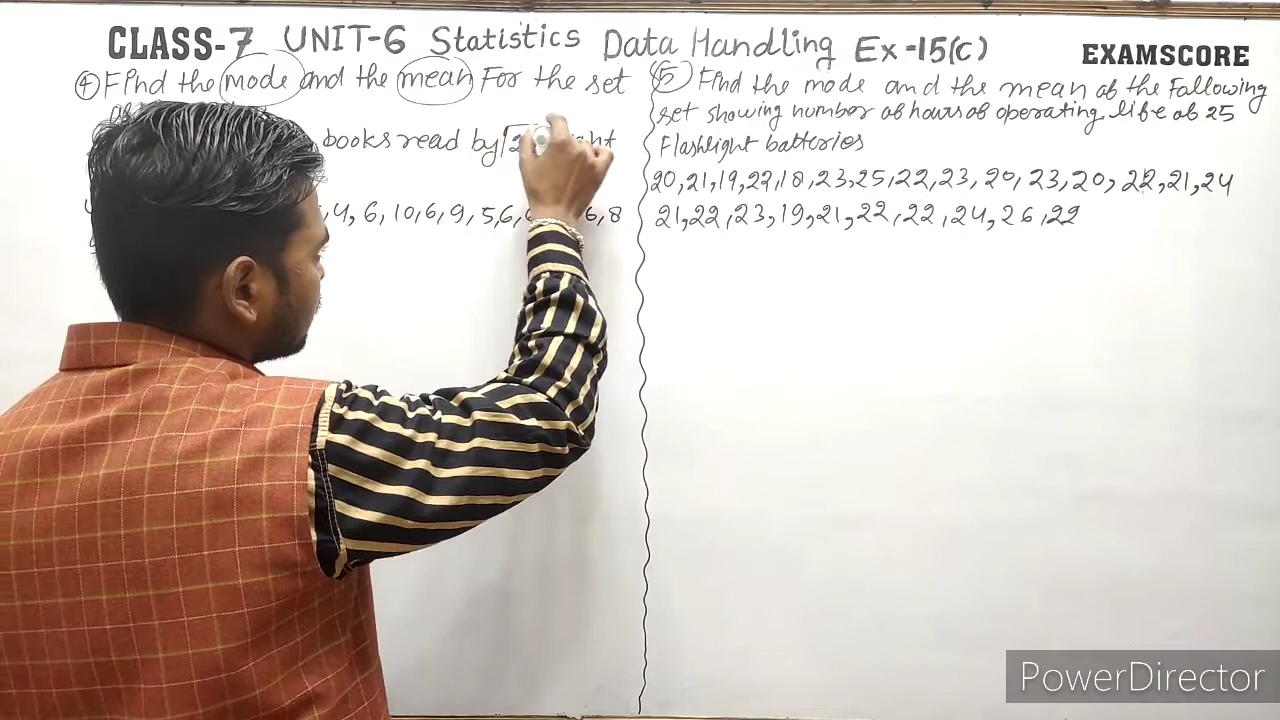 CLASS-7 UNIT-6 Statistics Data Handling Ex-15(C)
EXAMSCORE
④ Find the mode and the mean For the set
books read by
4, 6, 10, 6, 9, 5, 6, 6, 8
⑤ Find the mode and the mean of the Following
set showing number of hours of operating life of 25
Flashlight batteries
20, 21, 19, 22, 18, 23, 25, 22, 23, 20, 23, 20, 22, 21, 24
21, 22, 23, 19, 21, 22, 22, 24, 26, 22
PowerDirector